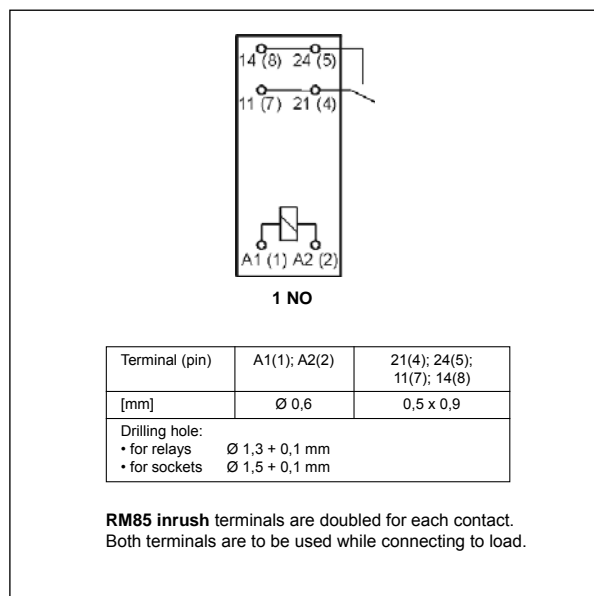 14 (8) 24 (5)
11 (7) 21 (4)
A1 (1) A2 (2)
1 NO
Terminal (pin) A1(1); A2(2) 21(4); 24(5);
11(7); 14(8)
[mm] Ø 0,6 0,5 x 0,9
Drilling hole:
• for relays Ø 1,3 + 0,1 mm
• for sockets Ø 1,5 + 0,1 mm
RM85 inrush terminals are doubled for each contact.
Both terminals are to be used while connecting to load.